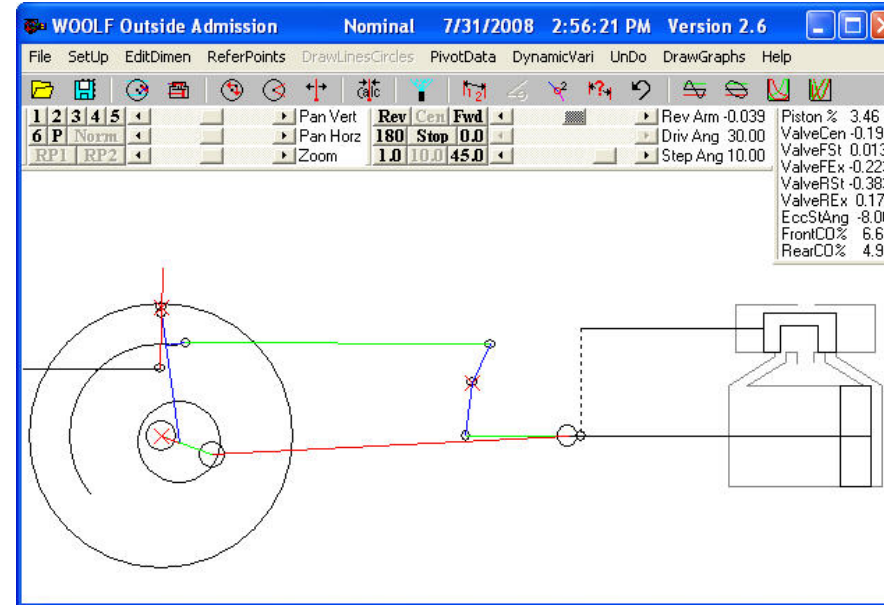 WOOLF Outside Admission Nominal 7/31/2008 2:56:21 PM Version 2.6
File SetUp EditDimen ReferPoints DrawLinesCircles PivotData DynamicVari UnDo DrawGraphs Help
calc
1 2 3 4 5 Pan Vert Rev Cen Fwd Rev Arm -0.039
6 P Norm Pan Horz 180 Stop 0.0 Driv Ang 30.00
RP1 RP2 Zoom 1.0 10.0 45.0 Step Ang 10.00
Piston % 3.46
ValveCen -0.19
ValveFSt 0.013
ValveFEx -0.22
ValveRSt -0.38
ValveREx 0.17
EccStAng -8.0
FrontCO% 6.6
RearCO% 4.9